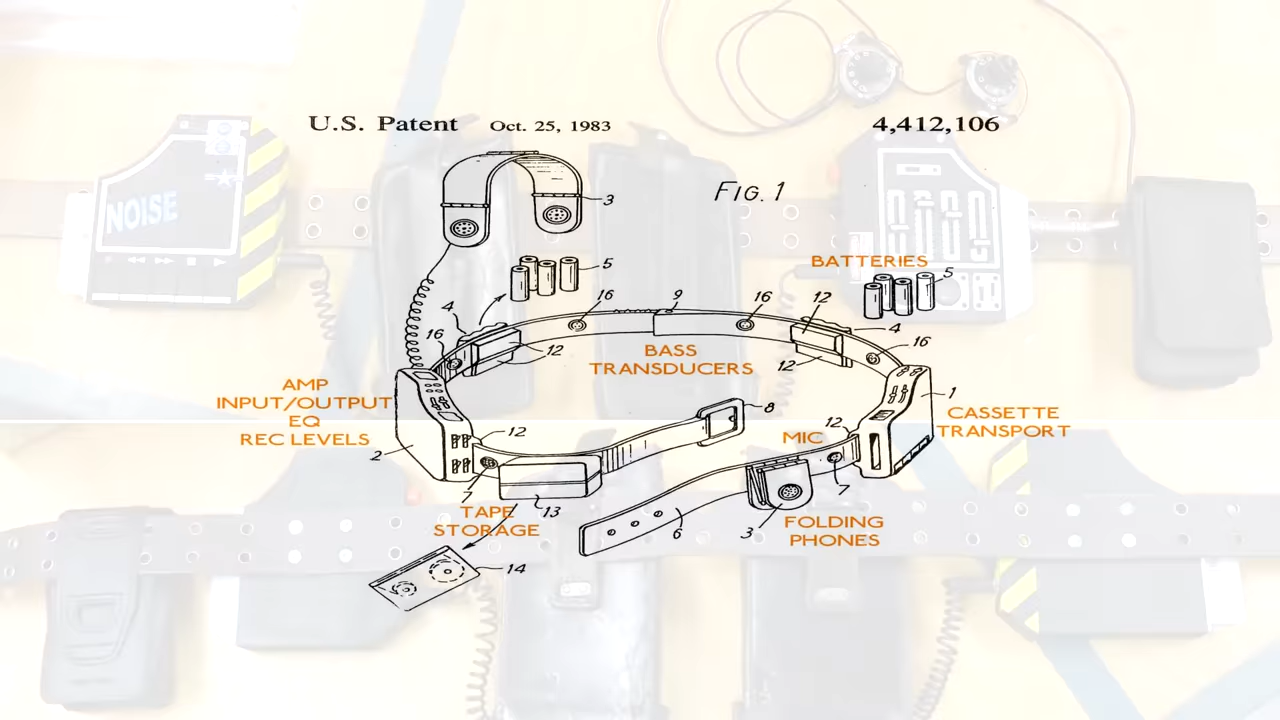 U.S. Patent Oct. 25, 1983 4,412,106
FIG. 1
3
NOISE
5
BATTERIES
5
16
9
16
12
4
4
16
12
BASS
TRANSDUCERS
12
16
AMP
INPUT/OUTPUT
EQ
REC LEVELS
1
8
CASSETTE
TRANSPORT
12
MIC
12
2
7
7
TAPE
STORAGE
13
6
3
FOLDING
PHONES
14